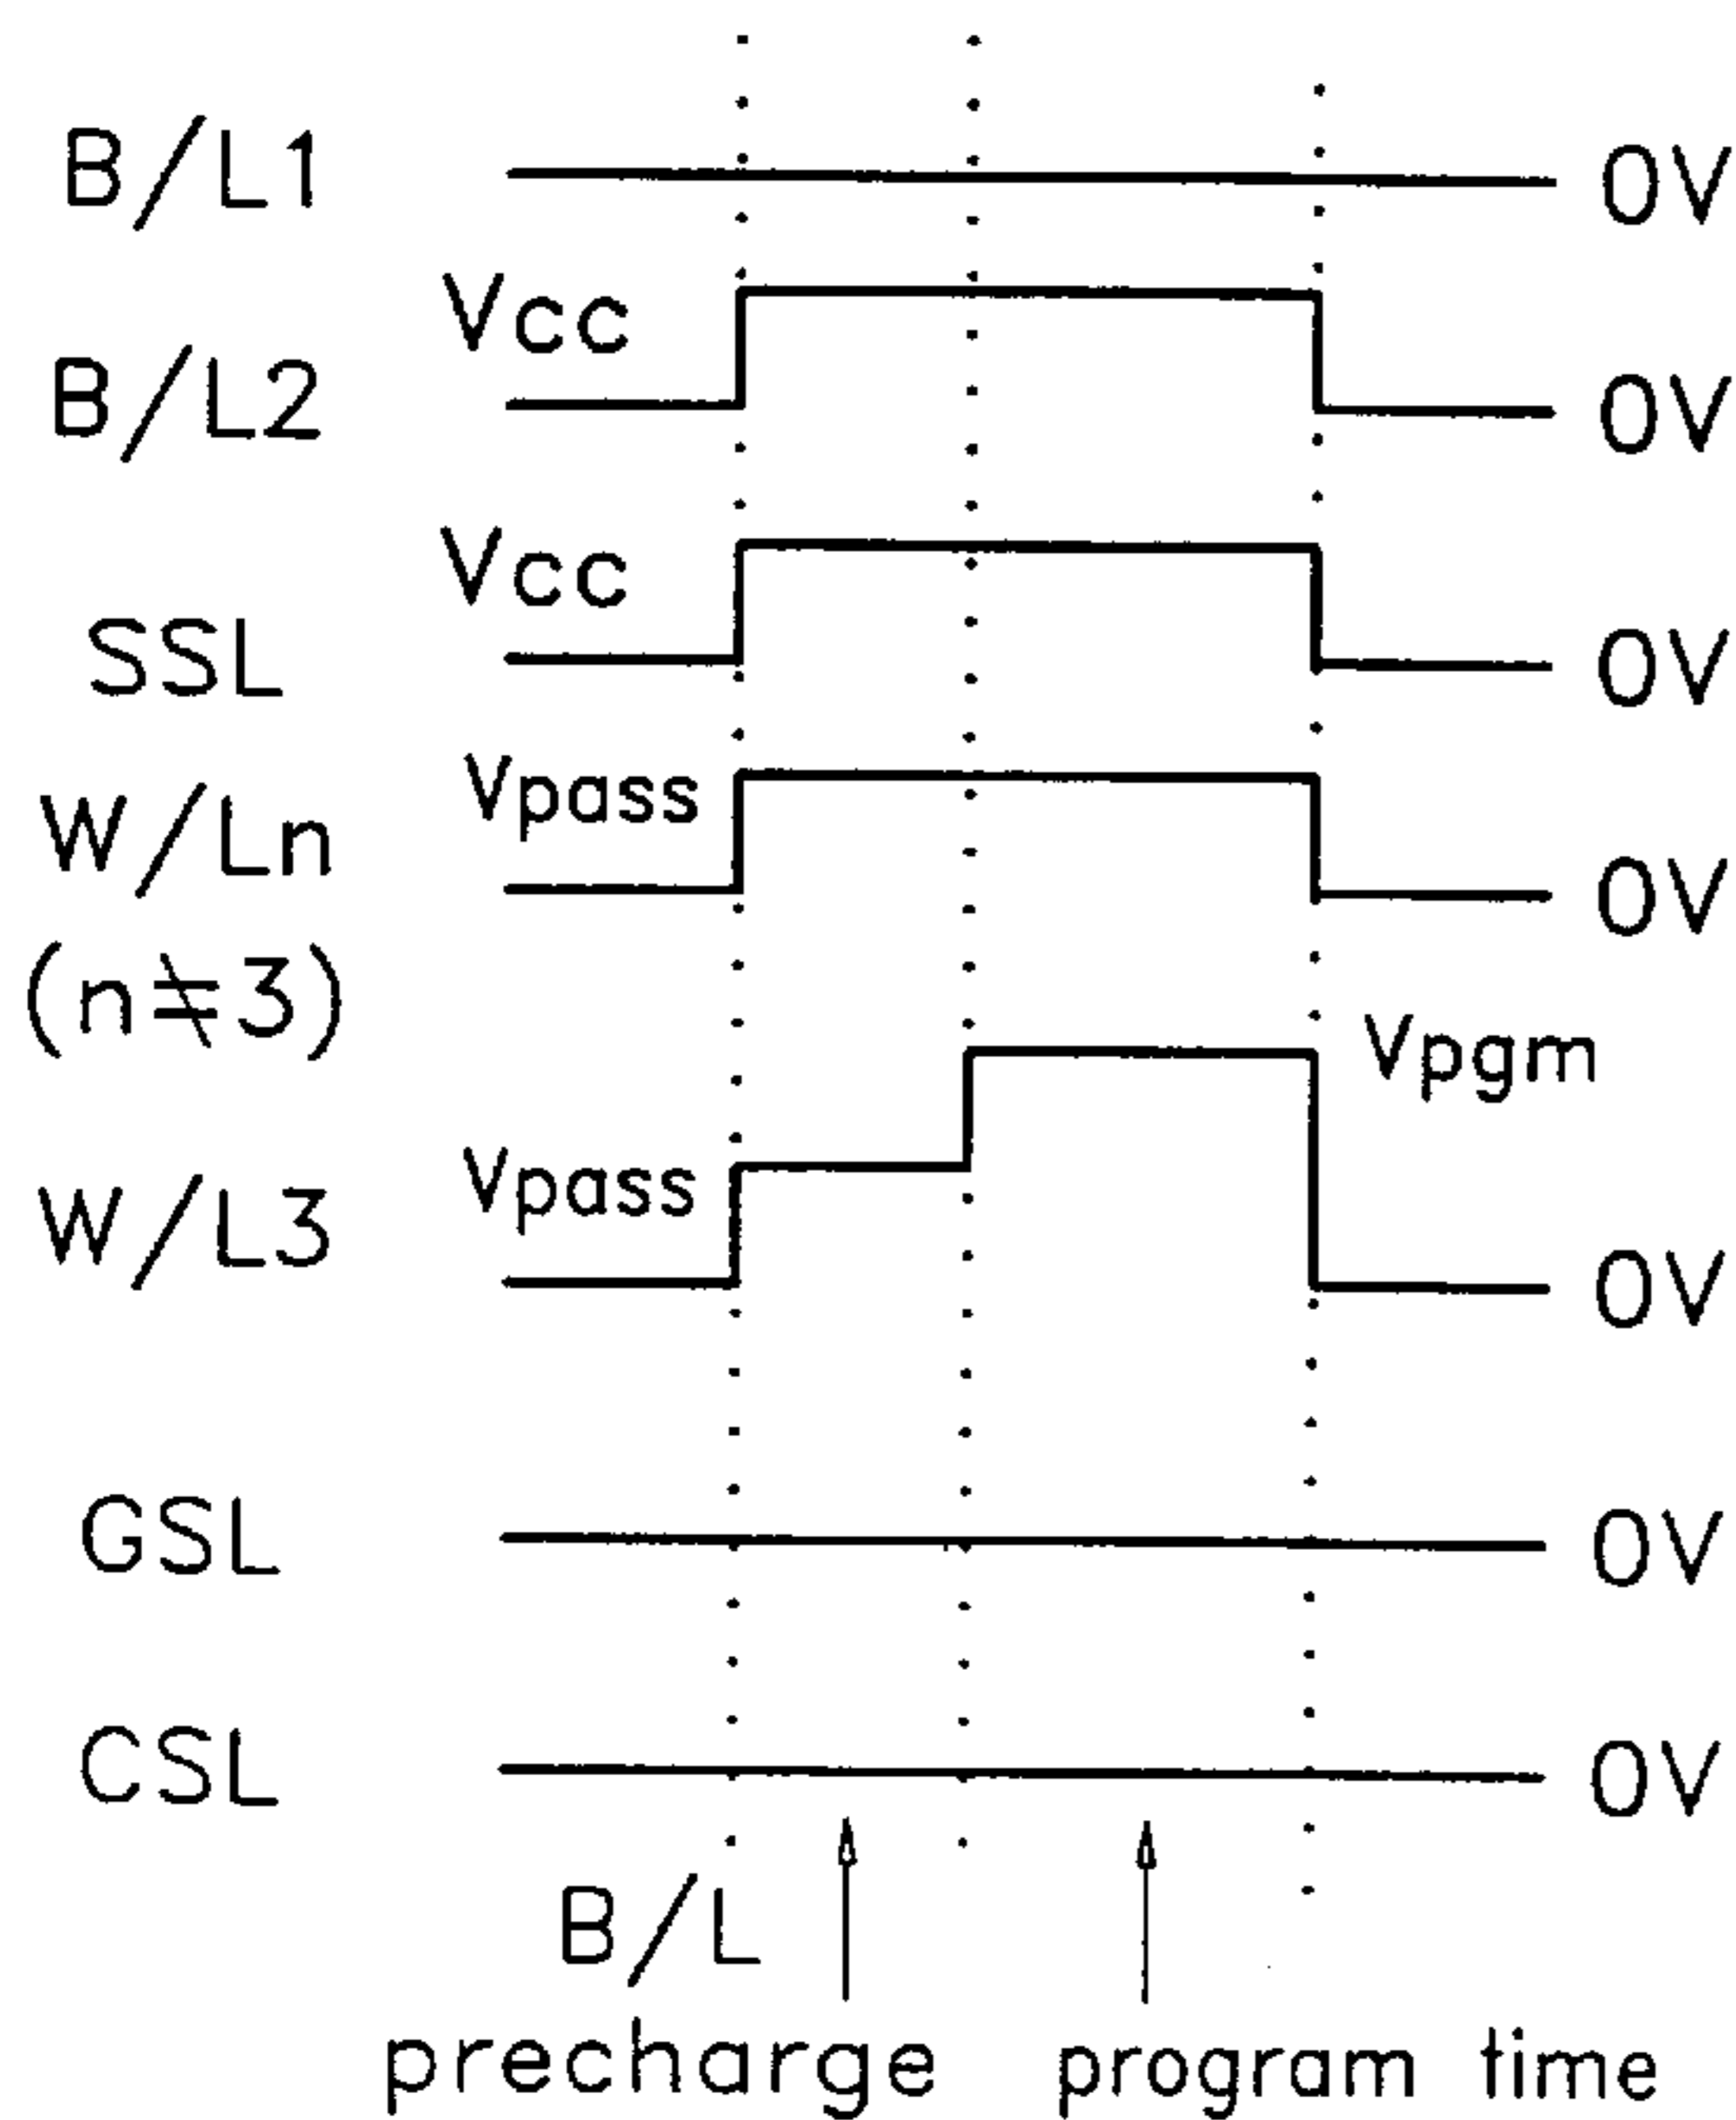 B/L1 0V
Vcc
B/L2 0V
Vcc
SSL 0V
Vpass
W/Ln 0V
(n≠3)
Vpgm
Vpass
W/L3 0V
GSL 0V
CSL 0V
B/L
precharge program time